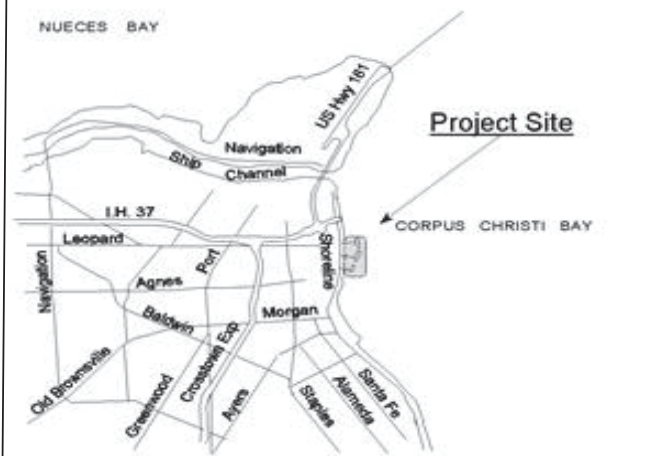 NUECES BAY
US Hwy 181
Project Site
Navigation
Ship Channel
I.H. 37
CORPUS CHRISTI BAY
Leopard
Shoreline
Port
Navigation
Agnes
Morgan
Baldwin
Crosstown Exp
Old Brownsville
Greenwood
Ayers
Staples
Alameda
Santa Fe